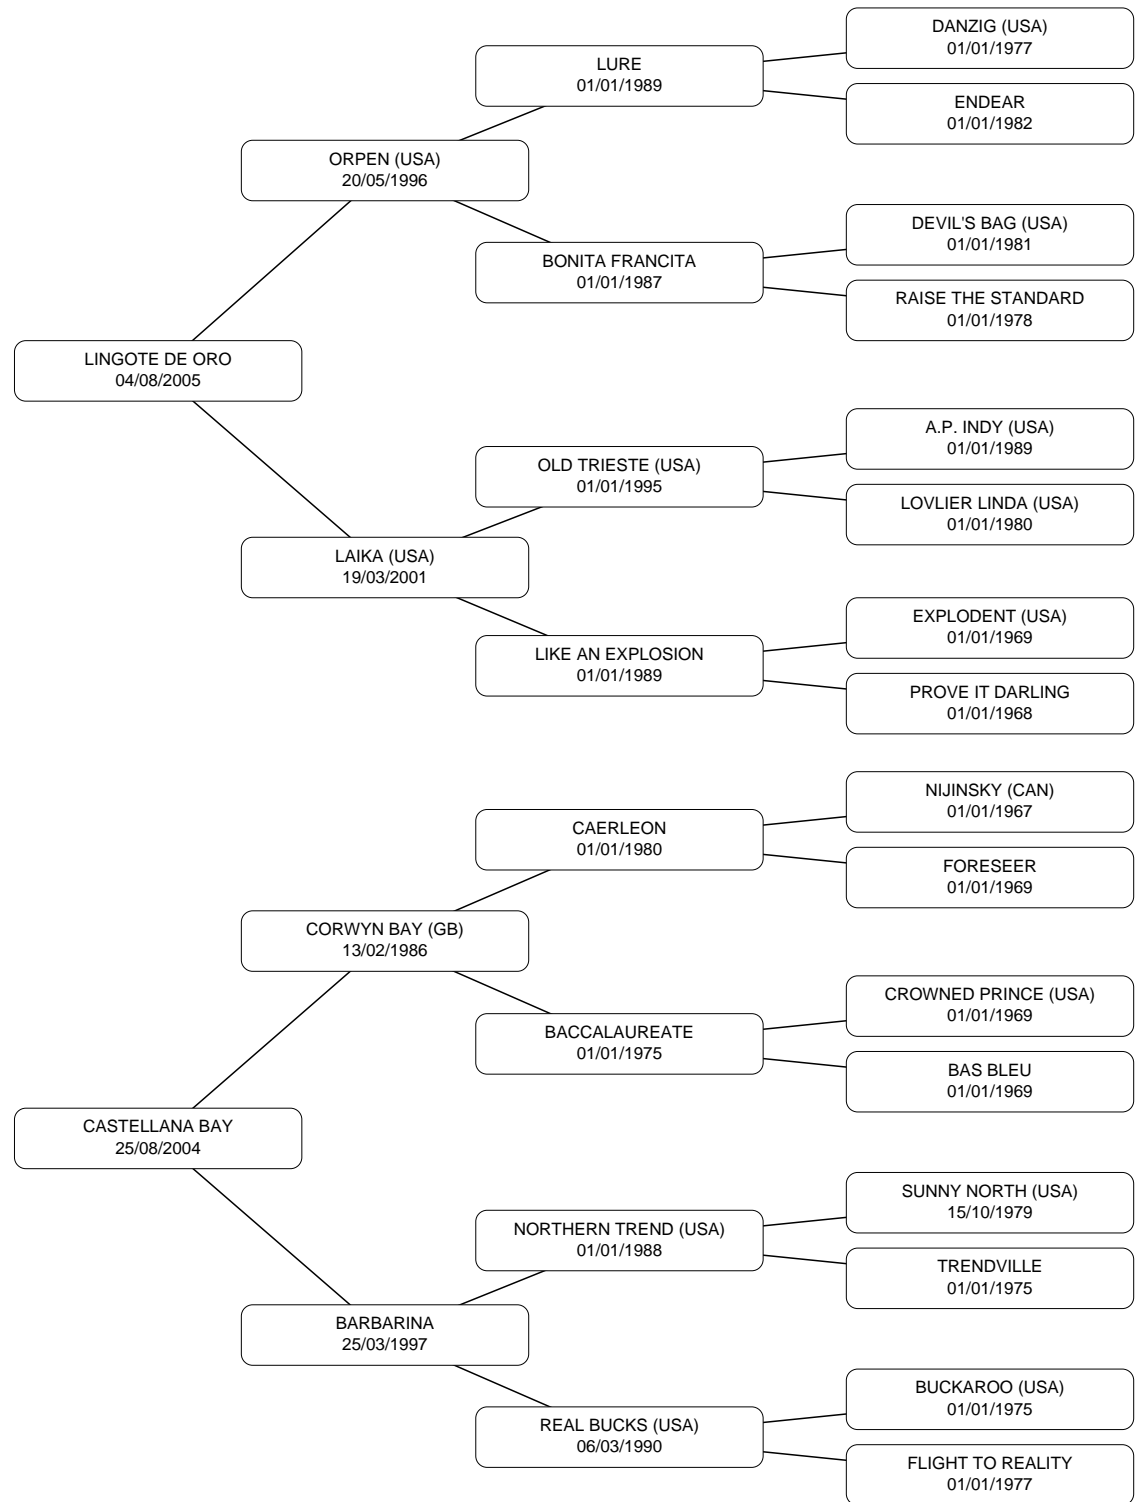 DANZIG (USA)
01/01/1977
LURE
01/01/1989
ENDEAR
01/01/1982
ORPEN (USA)
20/05/1996
DEVIL'S BAG (USA)
01/01/1981
BONITA FRANCITA
01/01/1987
RAISE THE STANDARD
01/01/1978
LINGOTE DE ORO
04/08/2005
A.P. INDY (USA)
01/01/1989
OLD TRIESTE (USA)
01/01/1995
LOVLIER LINDA (USA)
01/01/1980
LAIKA (USA)
19/03/2001
EXPLODENT (USA)
01/01/1969
LIKE AN EXPLOSION
01/01/1989
PROVE IT DARLING
01/01/1968
NIJINSKY (CAN)
01/01/1967
CAERLEON
01/01/1980
FORESEER
01/01/1969
CORWYN BAY (GB)
13/02/1986
CROWNED PRINCE (USA)
01/01/1969
BACCALAUREATE
01/01/1975
BAS BLEU
01/01/1969
CASTELLANA BAY
25/08/2004
SUNNY NORTH (USA)
15/10/1979
NORTHERN TREND (USA)
01/01/1988
TRENDVILLE
01/01/1975
BARBARINA
25/03/1997
BUCKAROO (USA)
01/01/1975
REAL BUCKS (USA)
06/03/1990
FLIGHT TO REALITY
01/01/1977